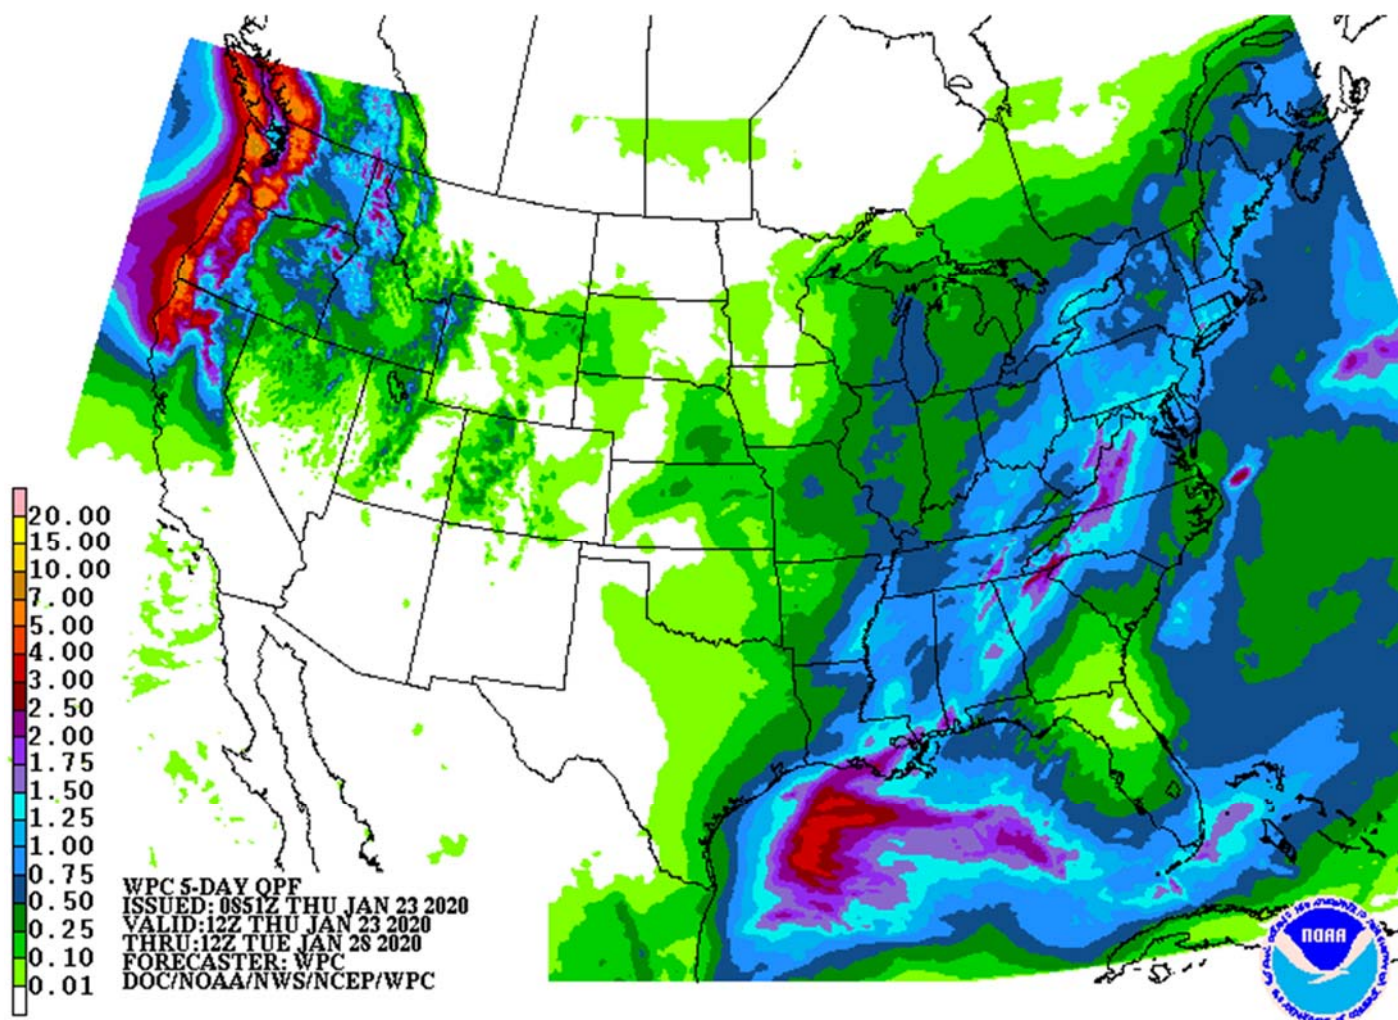 20.00
15.00
10.00
7.00
5.00
4.00
3.00
2.50
2.00
1.75
1.50
1.25
1.00
0.75
0.50
0.25
0.10
0.01
WPC 5-DAY QPF
ISSUED: 0851Z THU JAN 23 2020
VALID: 12Z THU JAN 23 2020
THRU: 12Z TUE JAN 28 2020
FORECASTER: WPC
DOC/NOAA/NWS/NCEP/WPC
NOAA